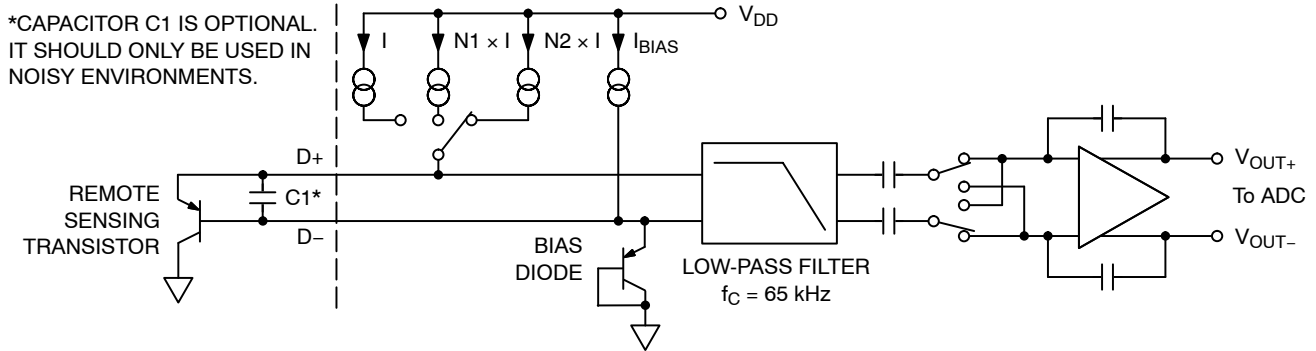 *CAPACITOR C1 IS OPTIONAL.
IT SHOULD ONLY BE USED IN
NOISY ENVIRONMENTS.
V_DD
I
N1 × I
N2 × I
I_BIAS
D+
REMOTE
SENSING
TRANSISTOR
C1*
D−
BIAS
DIODE
LOW-PASS FILTER
f_C = 65 kHz
V_OUT+
To ADC
V_OUT−